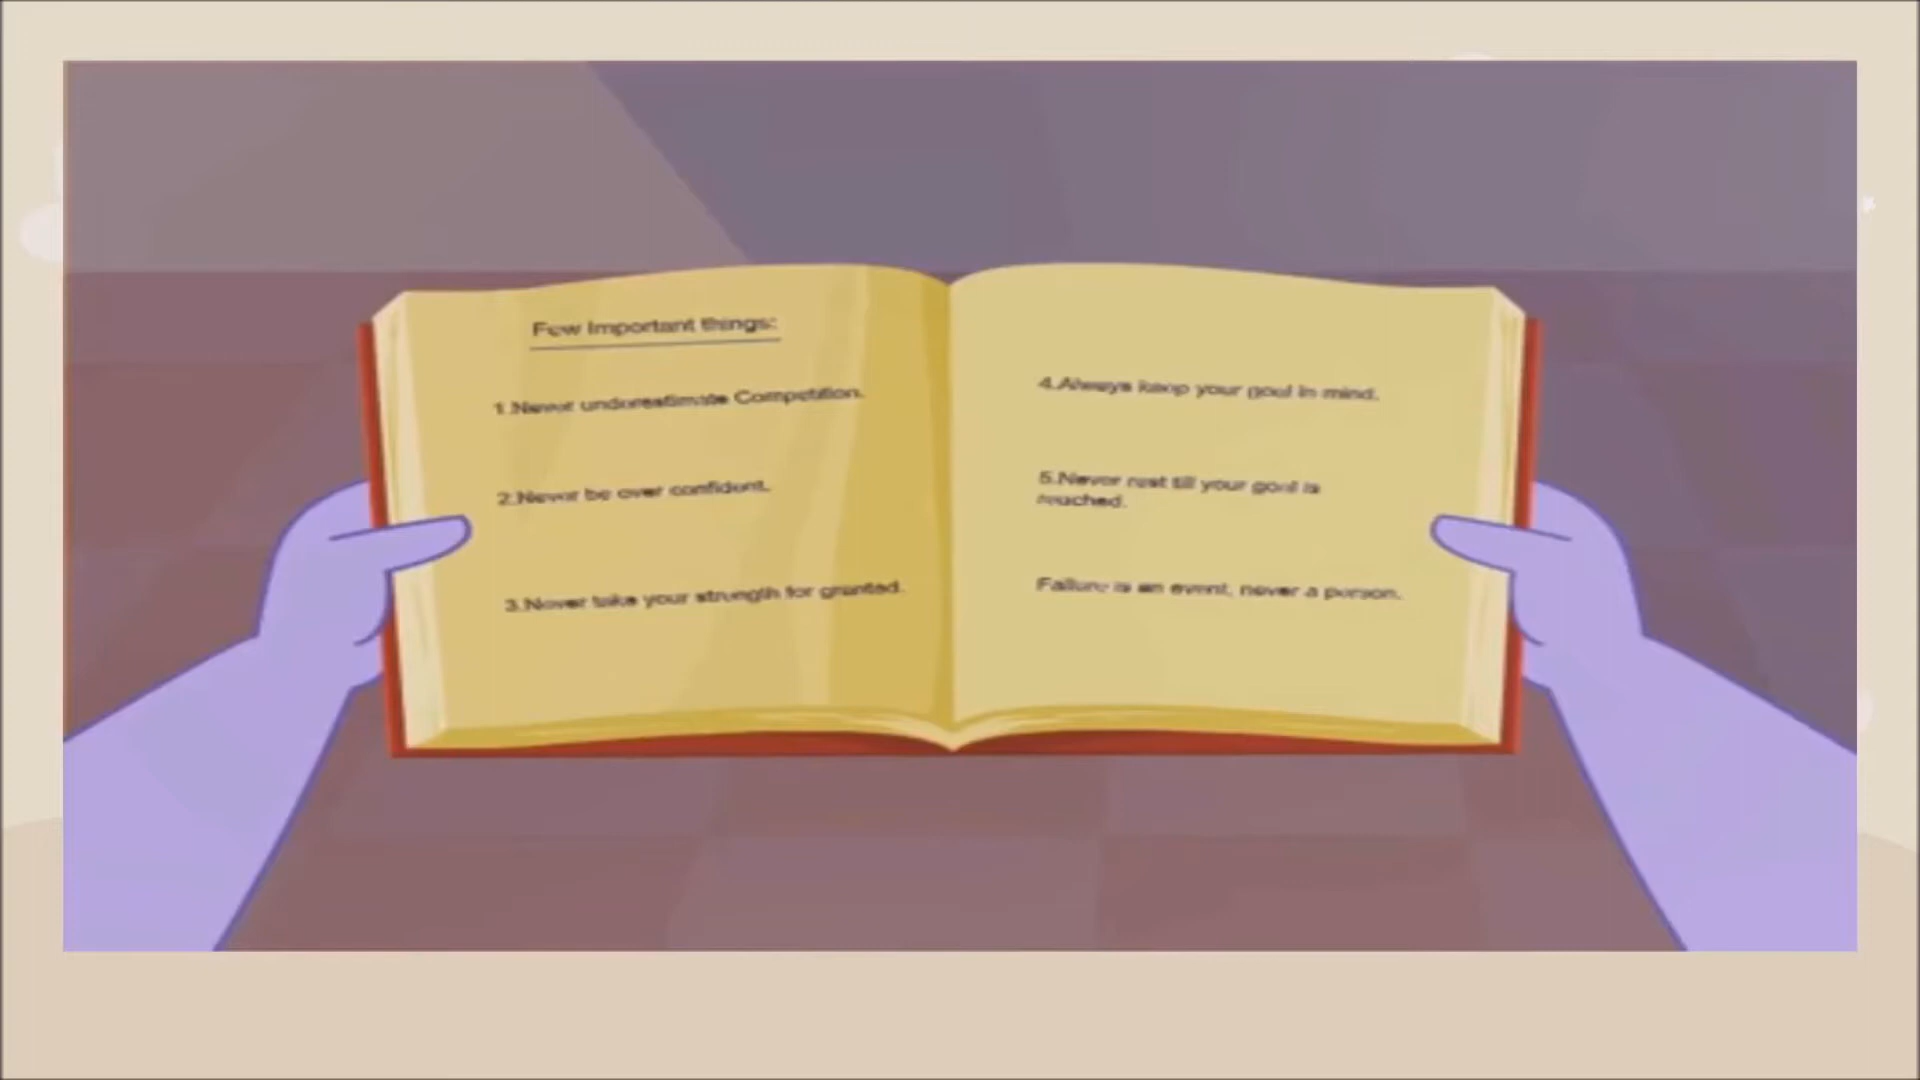 Few Important things:
1.Never underestimate Competition.
2.Never be over confident.
3.Never take your strength for granted.
4.Always keep your goal in mind.
5.Never rest till your goal is
reached.
Failure is an event, never a person.